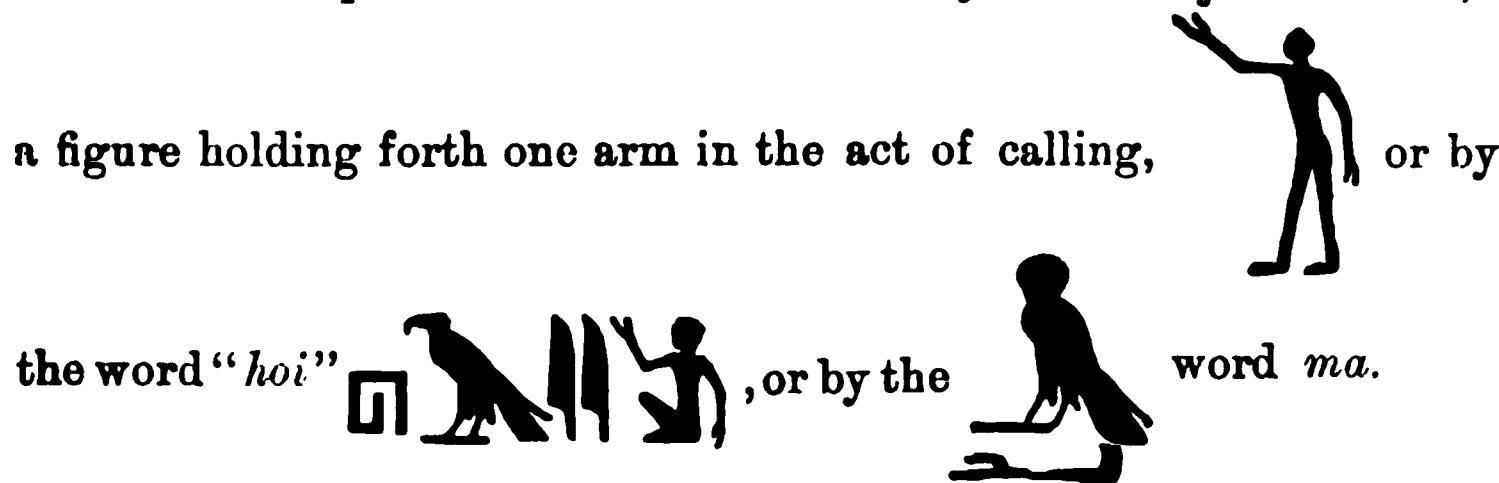 a figure holding forth one arm in the act of calling, 𓀞 or by
the word “hoi” 𓉔𓄿𓇌, or by the 𓅓 word ma.